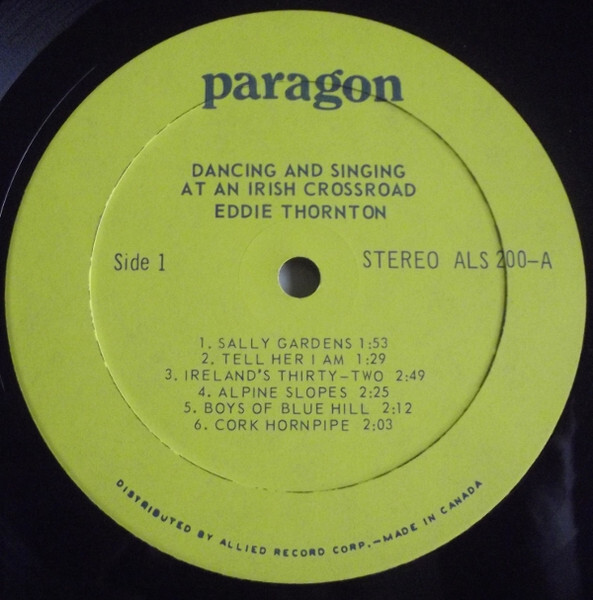 paragon
DANCING AND SINGING
AT AN IRISH CROSSROAD
EDDIE THORNTON
Side 1
STEREO ALS 200-A
1. SALLY GARDENS 1:53
2. TELL HER I AM 1:29
3. IRELAND'S THIRTY-TWO 2:49
4. ALPINE SLOPES 2:25
5. BOYS OF BLUE HILL 2:12
6. CORK HORNPIPE 2:03
DISTRIBUTED BY ALLIED RECORD CORP.-MADE IN CANADA